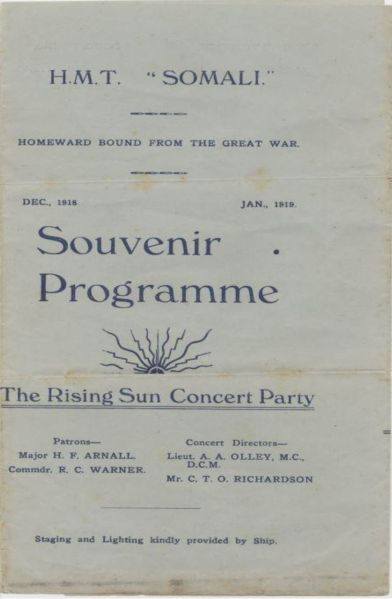 H.M.T. "SOMALI."
HOMEWARD BOUND FROM THE GREAT WAR.
DEC., 1918 JAN., 1919.
Souvenir .
Programme
The Rising Sun Concert Party
Patrons—
Major H. F. ARNALL.
Commdr. R. C. WARNER.
Concert Directors—
Lieut. A. A. OLLEY, M.C.,
D.C.M.
Mr. C. T. O. RICHARDSON
Staging and Lighting kindly provided by Ship.